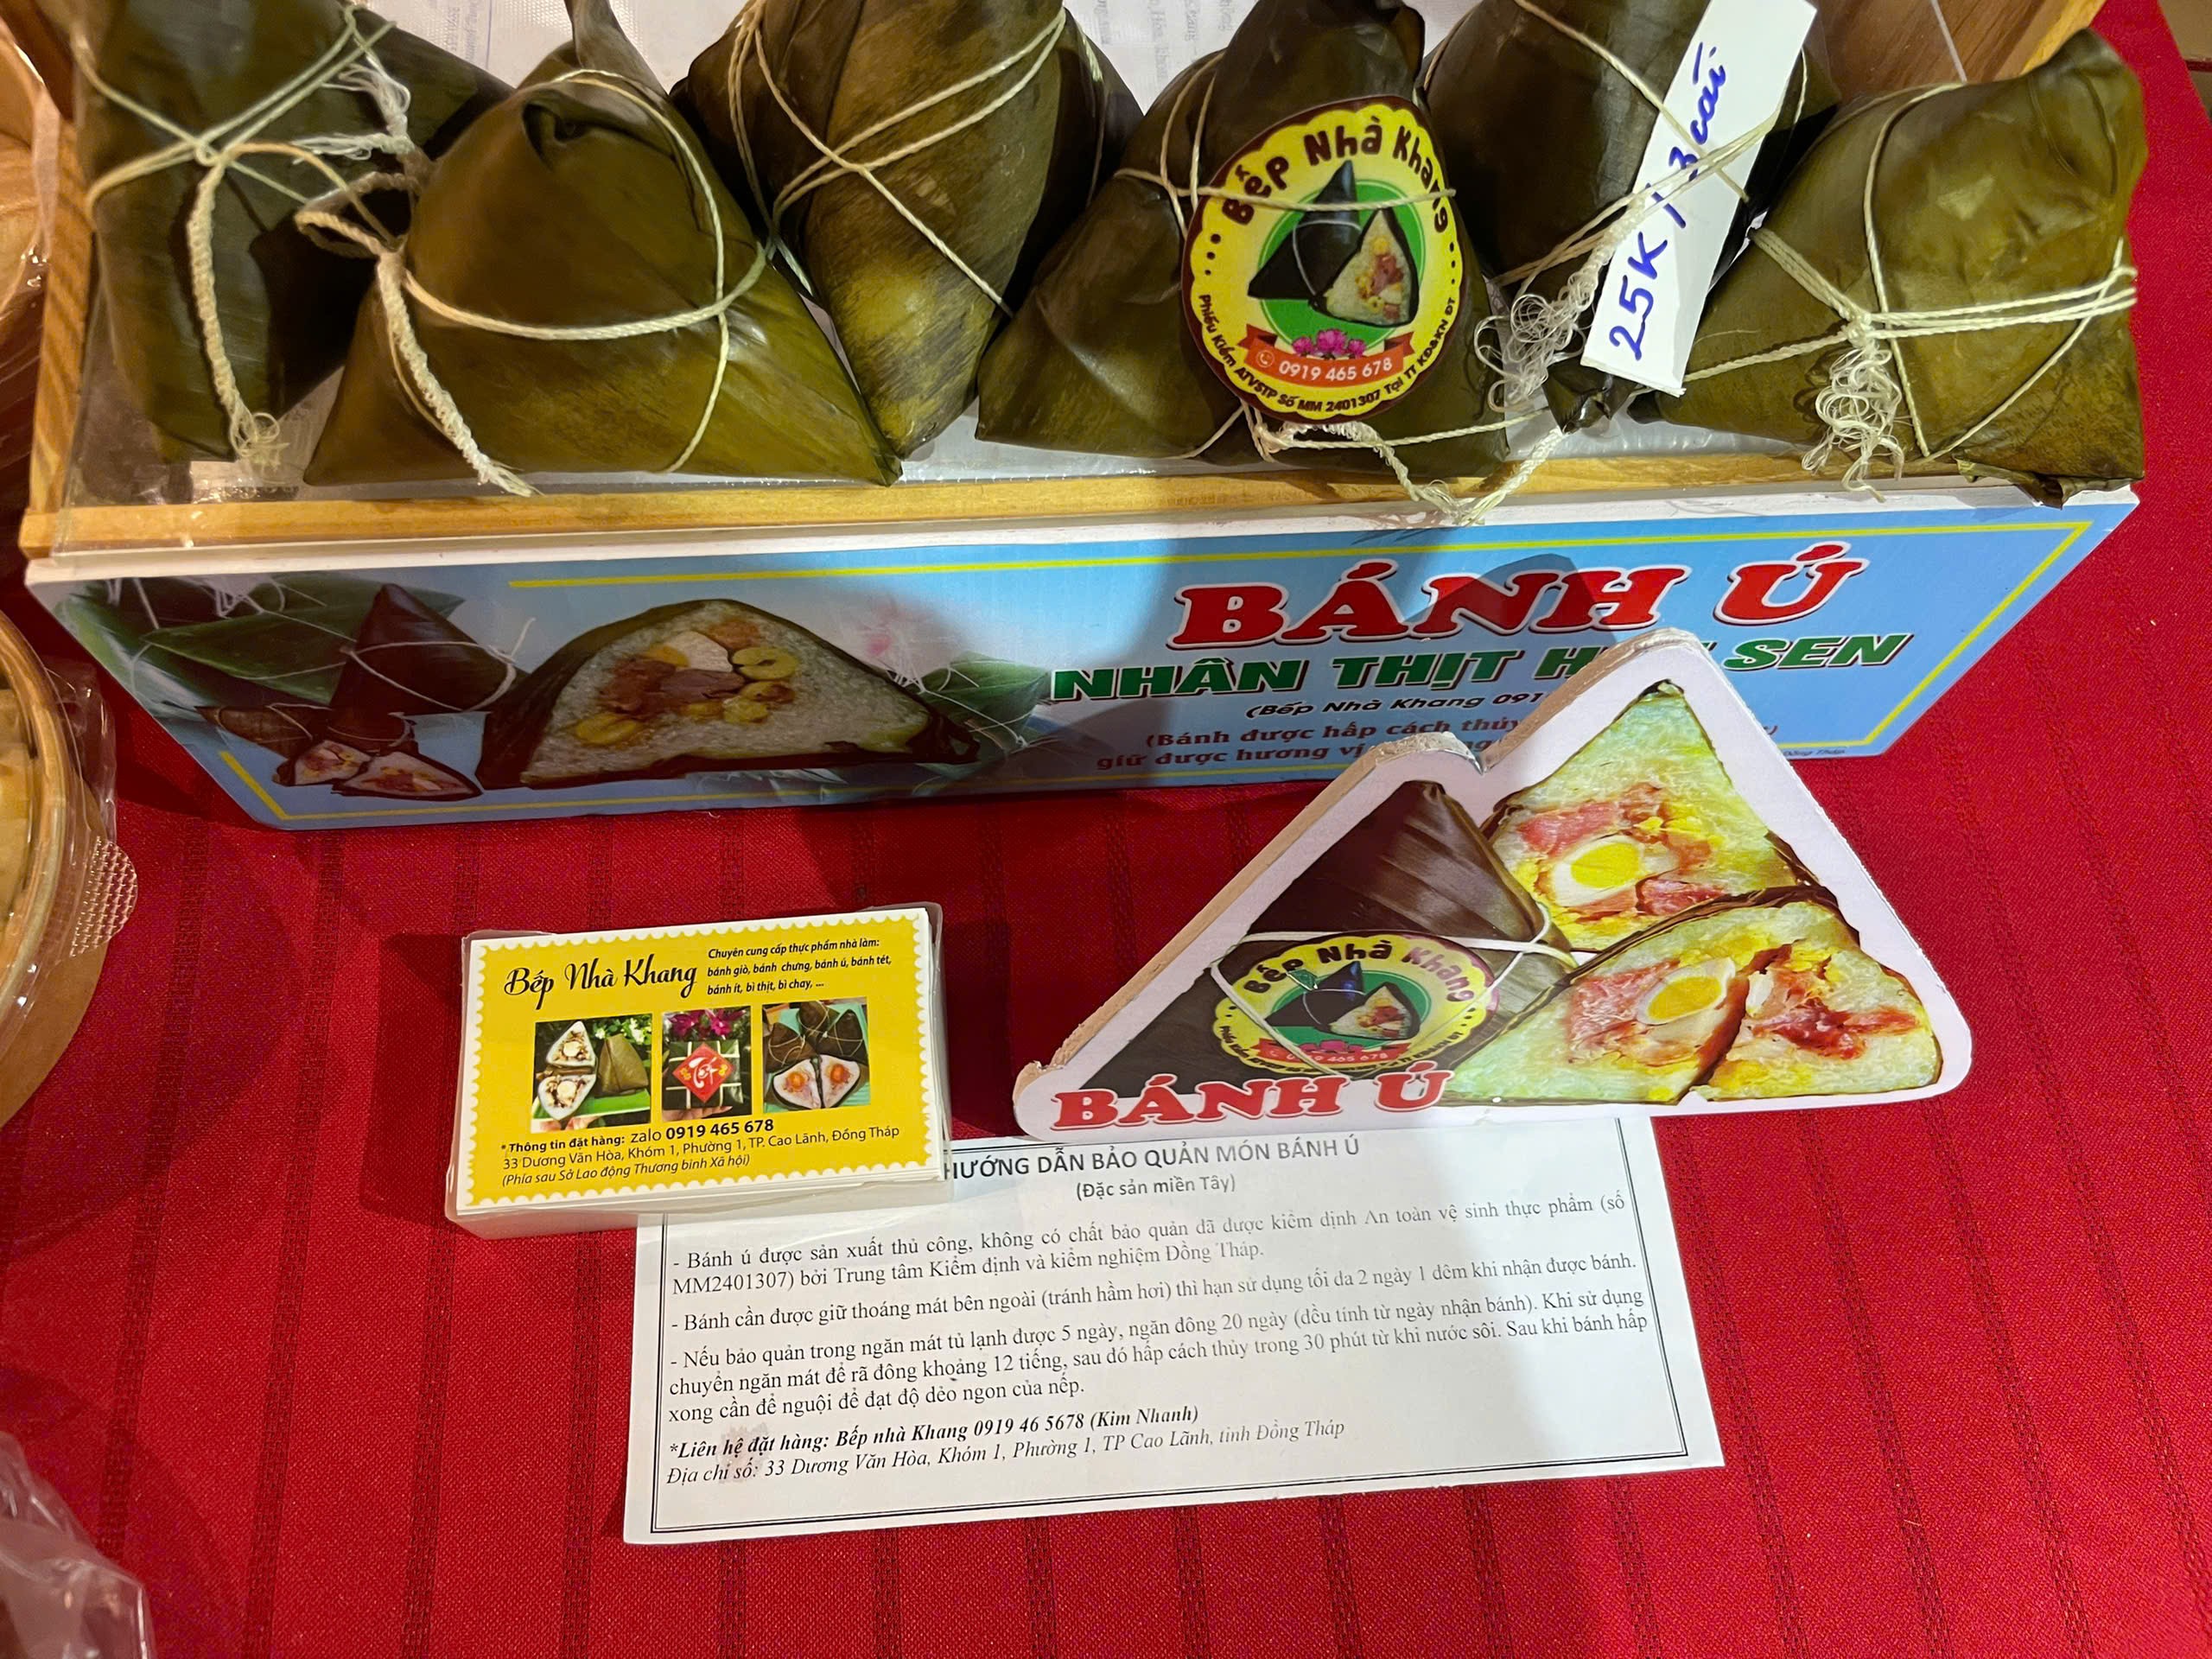 Bếp Nhà Khang
0919 465 678
Phiếu Kiểm ATVSTP Số MM 2401307 Tại TT KĐ&KN ĐT
25K / 3 cái
BÁNH Ú
NHÂN THỊT SEN
(Bếp Nhà Khang 091
(Bánh được hấp cách thủy
giữ được hương vị
Đồng Tháp
Bếp Nhà Khang
Chuyên cung cấp thực phẩm nhà làm:
bánh giò, bánh chưng, bánh ú, bánh tét,
bánh ít, bì thịt, bì chay, ...
* Thông tin đặt hàng: zalo 0919 465 678
33 Dương Văn Hòa, Khóm 1, Phường 1, TP. Cao Lãnh, Đồng Tháp
(Phía sau Sở Lao động Thương binh Xã hội)
Bếp Nhà Khang
0919 465 678
BÁNH Ú
HƯỚNG DẪN BẢO QUẢN MÓN BÁNH Ú
(Đặc sản miền Tây)
- Bánh ú được sản xuất thủ công, không có chất bảo quản đã được kiểm định An toàn vệ sinh thực phẩm (số
MM2401307) bởi Trung tâm Kiểm định và kiểm nghiệm Đồng Tháp.
- Bánh cần được giữ thoáng mát bên ngoài (tránh hầm hơi) thì hạn sử dụng tối đa 2 ngày 1 đêm khi nhận được bánh.
- Nếu bảo quản trong ngăn mát tủ lạnh được 5 ngày, ngăn đông 20 ngày (đều tính từ ngày nhận bánh). Khi sử dụng
chuyển ngăn mát để rã đông khoảng 12 tiếng, sau đó hấp cách thủy trong 30 phút từ khi nước sôi. Sau khi bánh hấp
xong cần để nguội để đạt độ dẻo ngon của nếp.
*Liên hệ đặt hàng: Bếp nhà Khang 0919 46 5678 (Kim Nhanh)
Địa chỉ số: 33 Dương Văn Hòa, Khóm 1, Phường 1, TP Cao Lãnh, tỉnh Đồng Tháp